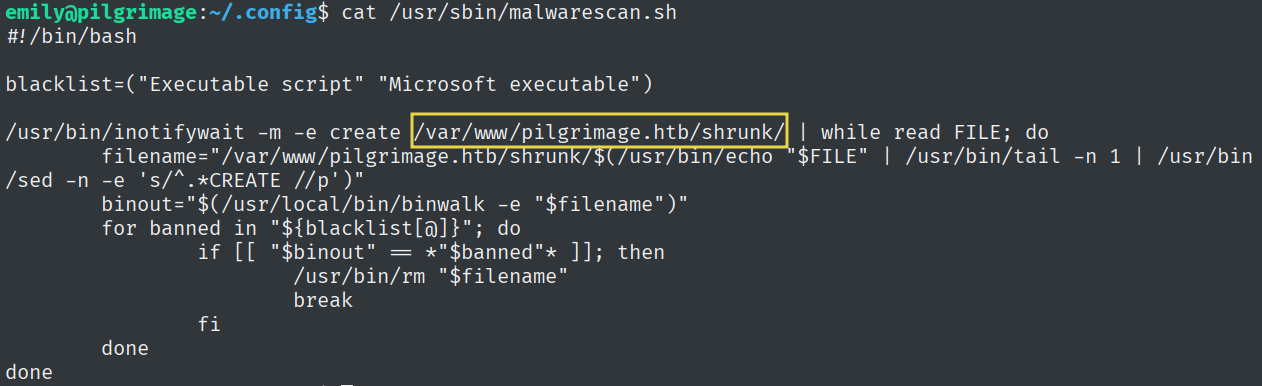 emily@pilgrimage:~/.config$ cat /usr/sbin/malwarescan.sh
#!/bin/bash
blacklist=("Executable script" "Microsoft executable")
/usr/bin/inotifywait -m -e create /var/www/pilgrimage.htb/shrunk/ | while read FILE; do
        filename="/var/www/pilgrimage.htb/shrunk/$(/usr/bin/echo "$FILE" | /usr/bin/tail -n 1 | /usr/bin
/sed -n -e 's/^.*CREATE //p')"
        binout="$(/usr/local/bin/binwalk -e "$filename")"
        for banned in "${blacklist[@]}"; do
                if [[ "$binout" == *"$banned"* ]]; then
                        /usr/bin/rm "$filename"
                        break
                fi
        done
done